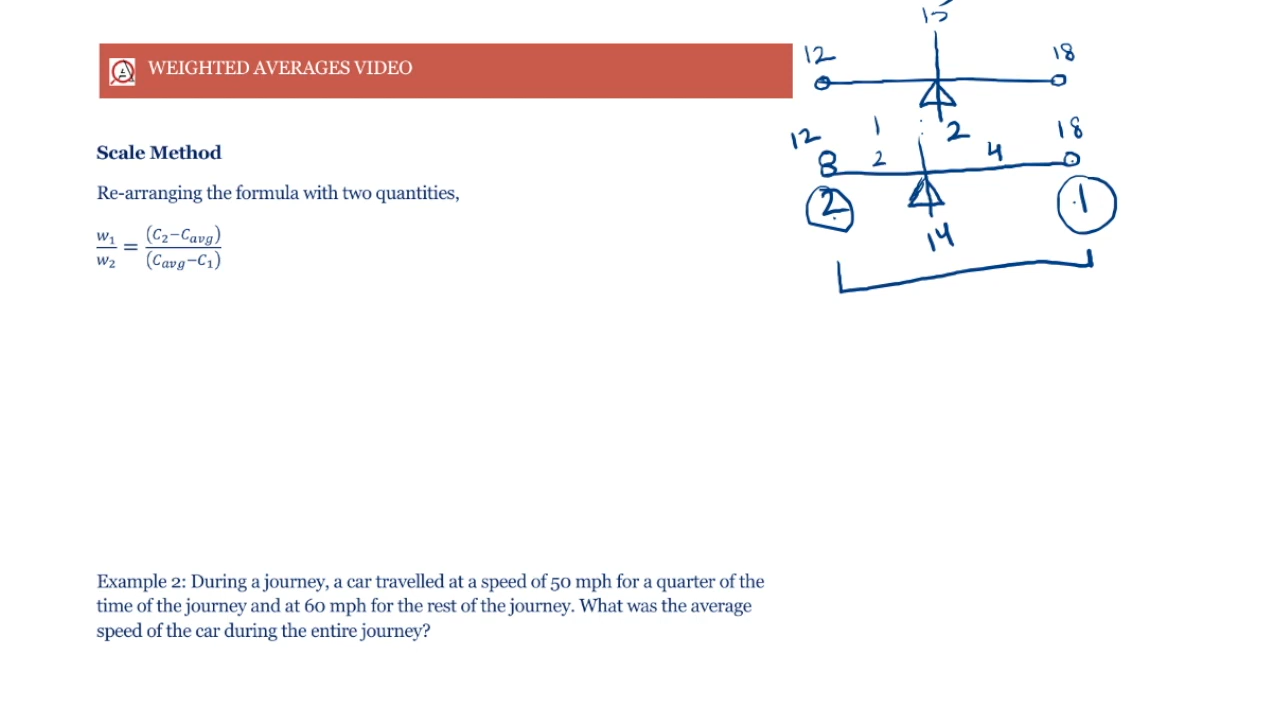 WEIGHTED AVERAGES VIDEO
Scale Method
Re-arranging the formula with two quantities,
w₁/w₂ = (C₂−Cavg)/(Cavg−C₁)
15
12 18
12 1 2 18
2 4
2 1
14
Example 2: During a journey, a car travelled at a speed of 50 mph for a quarter of the
time of the journey and at 60 mph for the rest of the journey. What was the average
speed of the car during the entire journey?